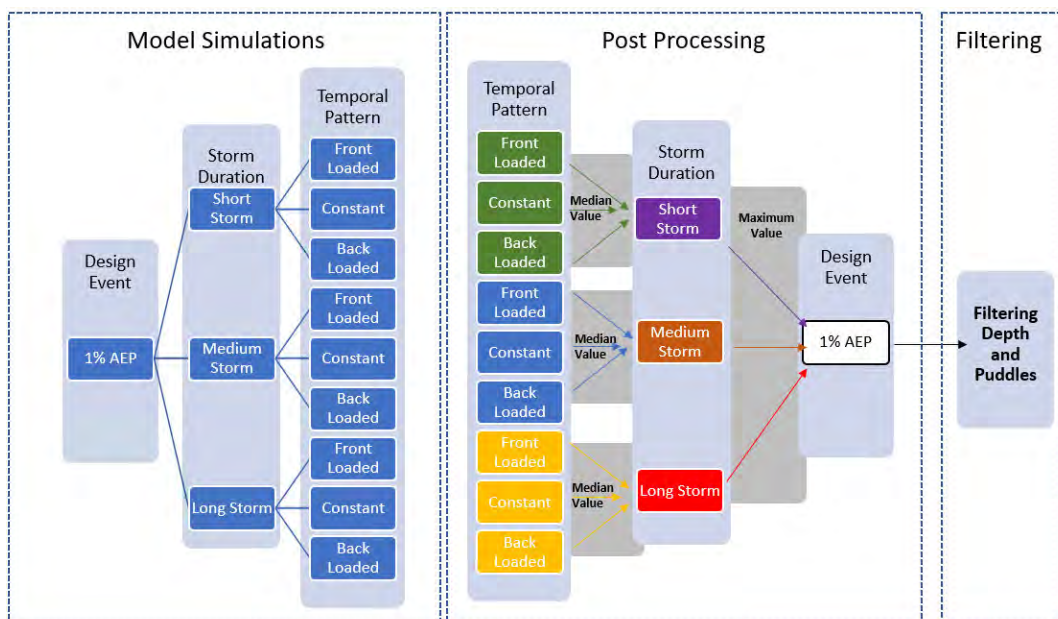 Model Simulations
Design
Event
1% AEP
Storm
Duration
Short
Storm
Medium
Storm
Long Storm
Temporal
Pattern
Front
Loaded
Constant
Back
Loaded
Front
Loaded
Constant
Back
Loaded
Front
Loaded
Constant
Back
Loaded
Post Processing
Temporal
Pattern
Front
Loaded
Constant
Back
Loaded
Front
Loaded
Constant
Back
Loaded
Front
Loaded
Constant
Back
Loaded
Median
Value
Median
Value
Median
Value
Storm
Duration
Short
Storm
Medium
Storm
Long Storm
Maximum
Value
Design
Event
1% AEP
Filtering
Filtering
Depth
and
Puddles